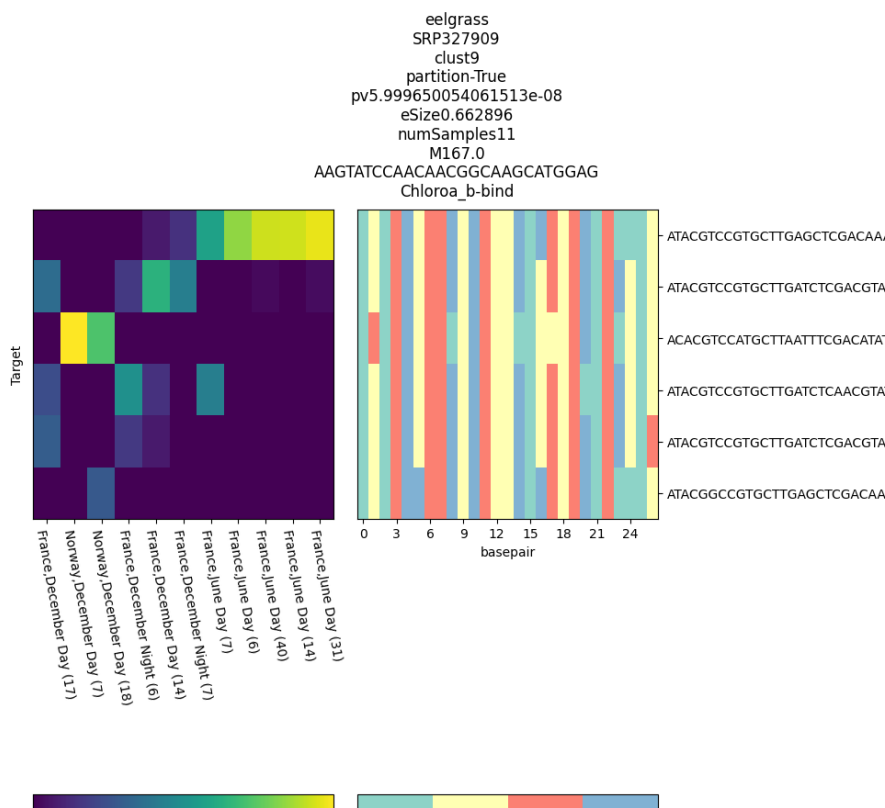 eelgrass
SRP327909
clust9
partition-True
pv5.999650054061513e-08
eSize0.662896
numSamples11
M167.0
AAGTATCCAACAACGGCAAGCATGGAG
Chloroa_b-bind
Target
ATACGTCCGTGCTTGAGCTCGACAAA
ATACGTCCGTGCTTGATCTCGACGTA
ACACGTCCATGCTTAATTTCGACATAT
ATACGTCCGTGCTTGATCTCAACGTAT
ATACGTCCGTGCTTGATCTCGACGTA
ATACGGCCGTGCTTGAGCTCGACAA
0 3 6 9 12 15 18 21 24
basepair
France,December Day (17)
Norway,December Day (7)
Norway,December Day (18)
France,December Night (6)
France,December Day (14)
France,December Night (7)
France,June Day (7)
France,June Day (6)
France,June Day (40)
France,June Day (14)
France,June Day (31)